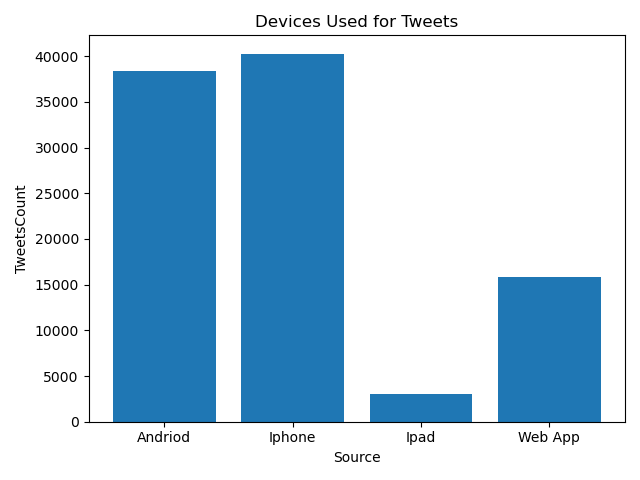 Devices Used for Tweets
TweetsCount
40000
35000
30000
25000
20000
15000
10000
5000
0
Andriod
Iphone
Ipad
Web App
Source